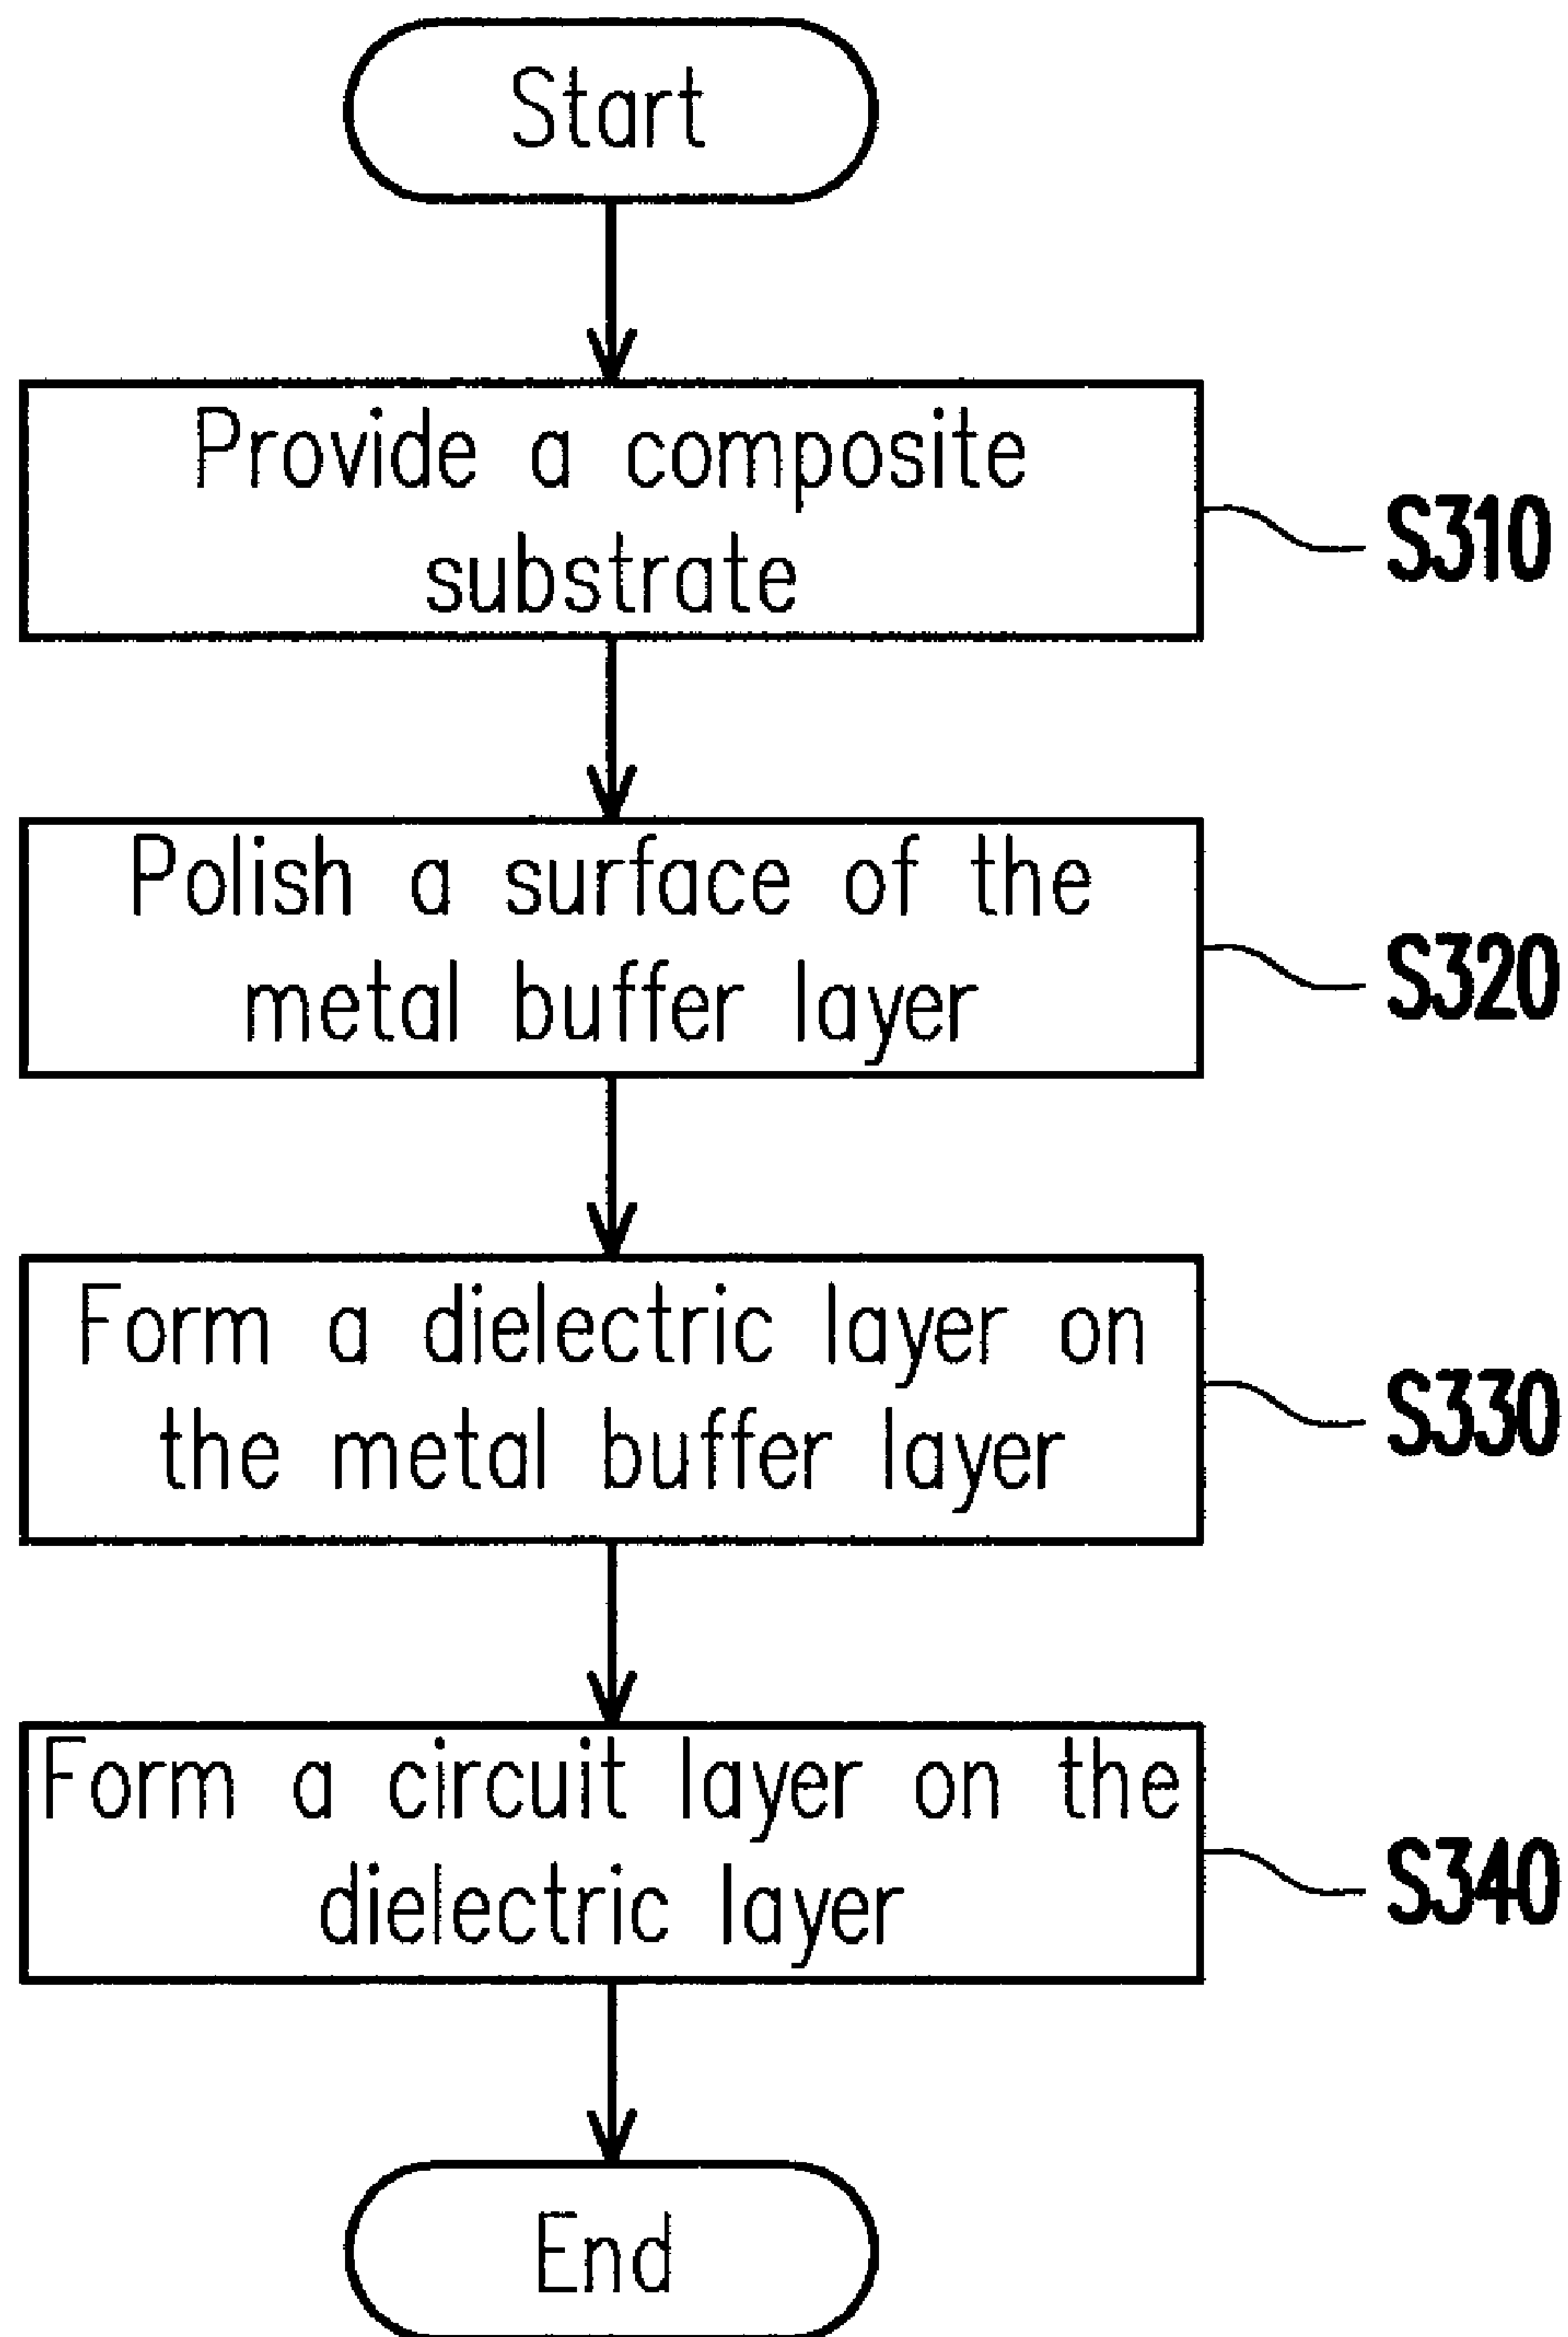 Start
Provide a composite
substrate
S310
Polish a surface of the
metal buffer layer
S320
Form a dielectric layer on
the metal buffer layer
S330
Form a circuit layer on the
dielectric layer
S340
End